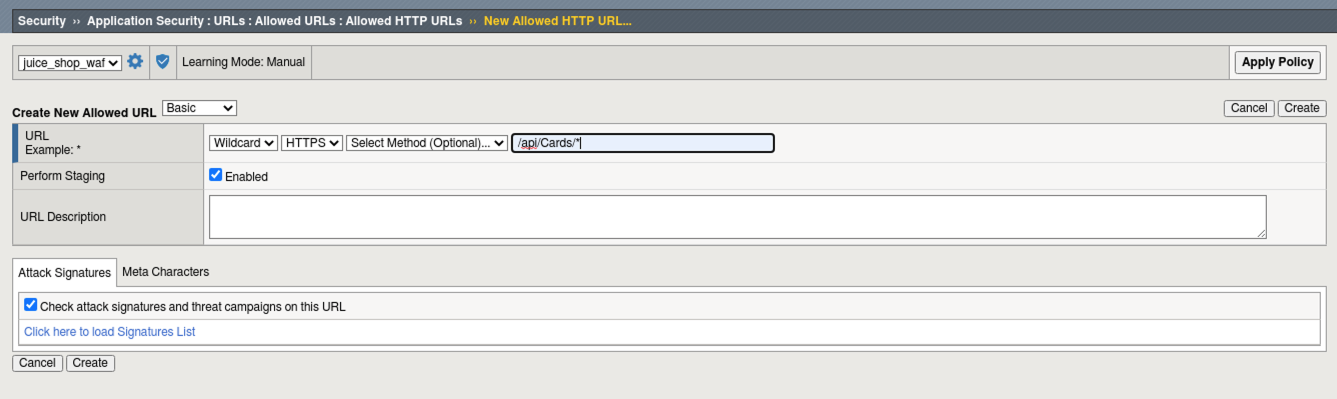 Security ›› Application Security : URLs : Allowed URLs : Allowed HTTP URLs ›› New Allowed HTTP URL...
juice_shop_waf Learning Mode: Manual Apply Policy
Create New Allowed URL Basic Cancel Create
URL
Example: * Wildcard HTTPS Select Method (Optional)... /api/Cards/*
Perform Staging Enabled
URL Description
Attack Signatures Meta Characters
Check attack signatures and threat campaigns on this URL
Click here to load Signatures List
Cancel Create